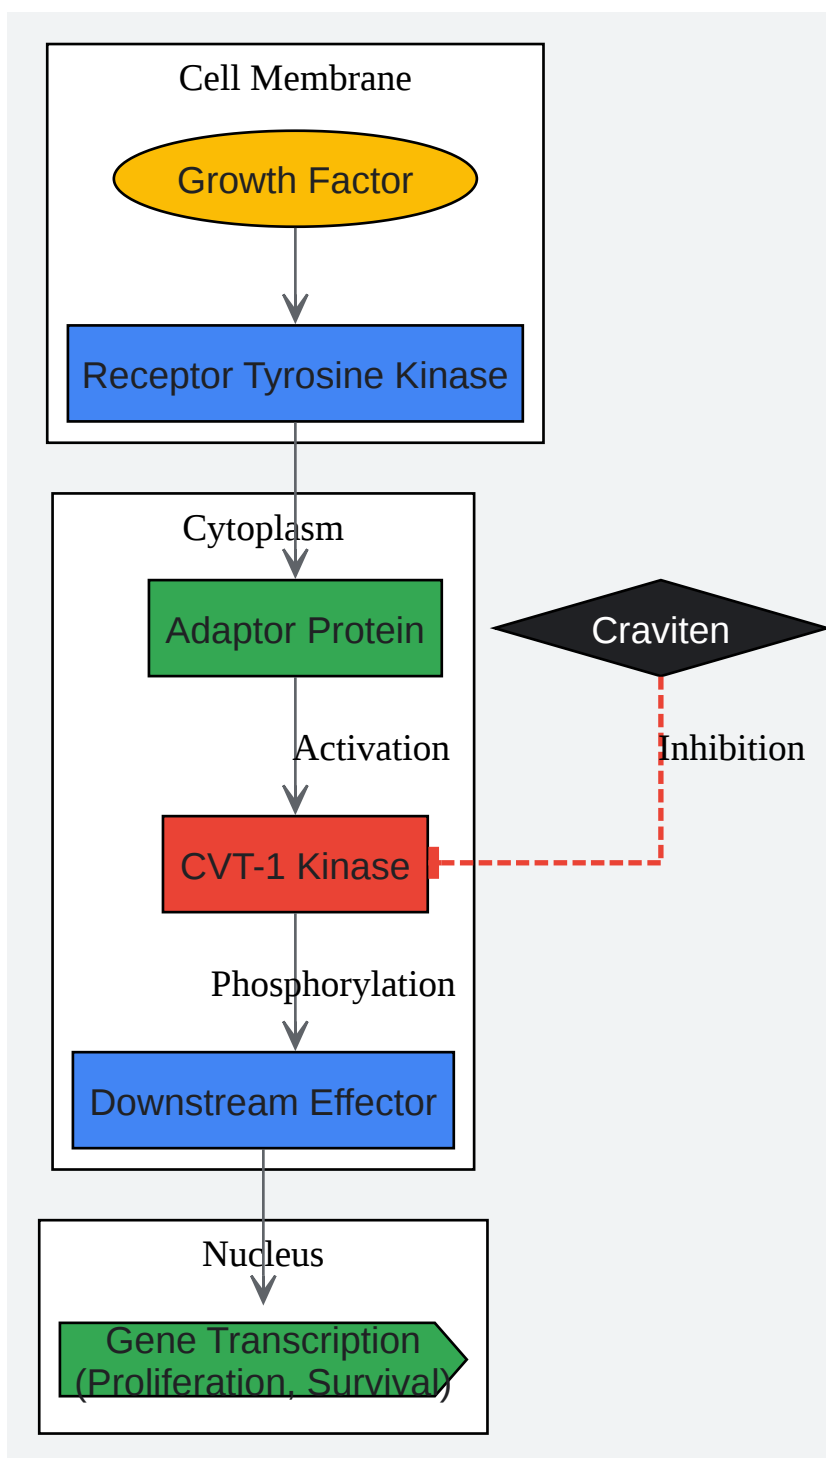 Cell Membrane
Growth Factor
Receptor Tyrosine Kinase
Cytoplasm
Adaptor Protein
Craviten
Activation
Inhibition
CVT-1 Kinase
Phosphorylation
Downstream Effector
Nucleus
Gene Transcription
(Proliferation, Survival)